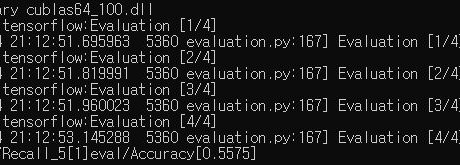 ary cublas64_100.dll
tensorflow:Evaluation [1/4]
4 21:12:51.695963  5360 evaluation.py:167] Evaluation [1/4]
tensorflow:Evaluation [2/4]
4 21:12:51.819991  5360 evaluation.py:167] Evaluation [2/4]
tensorflow:Evaluation [3/4]
4 21:12:51.960023  5360 evaluation.py:167] Evaluation [3/4]
tensorflow:Evaluation [4/4]
4 21:12:53.145288  5360 evaluation.py:167] Evaluation [4/4]
/Recall_5[1]eval/Accuracy[0.5575]